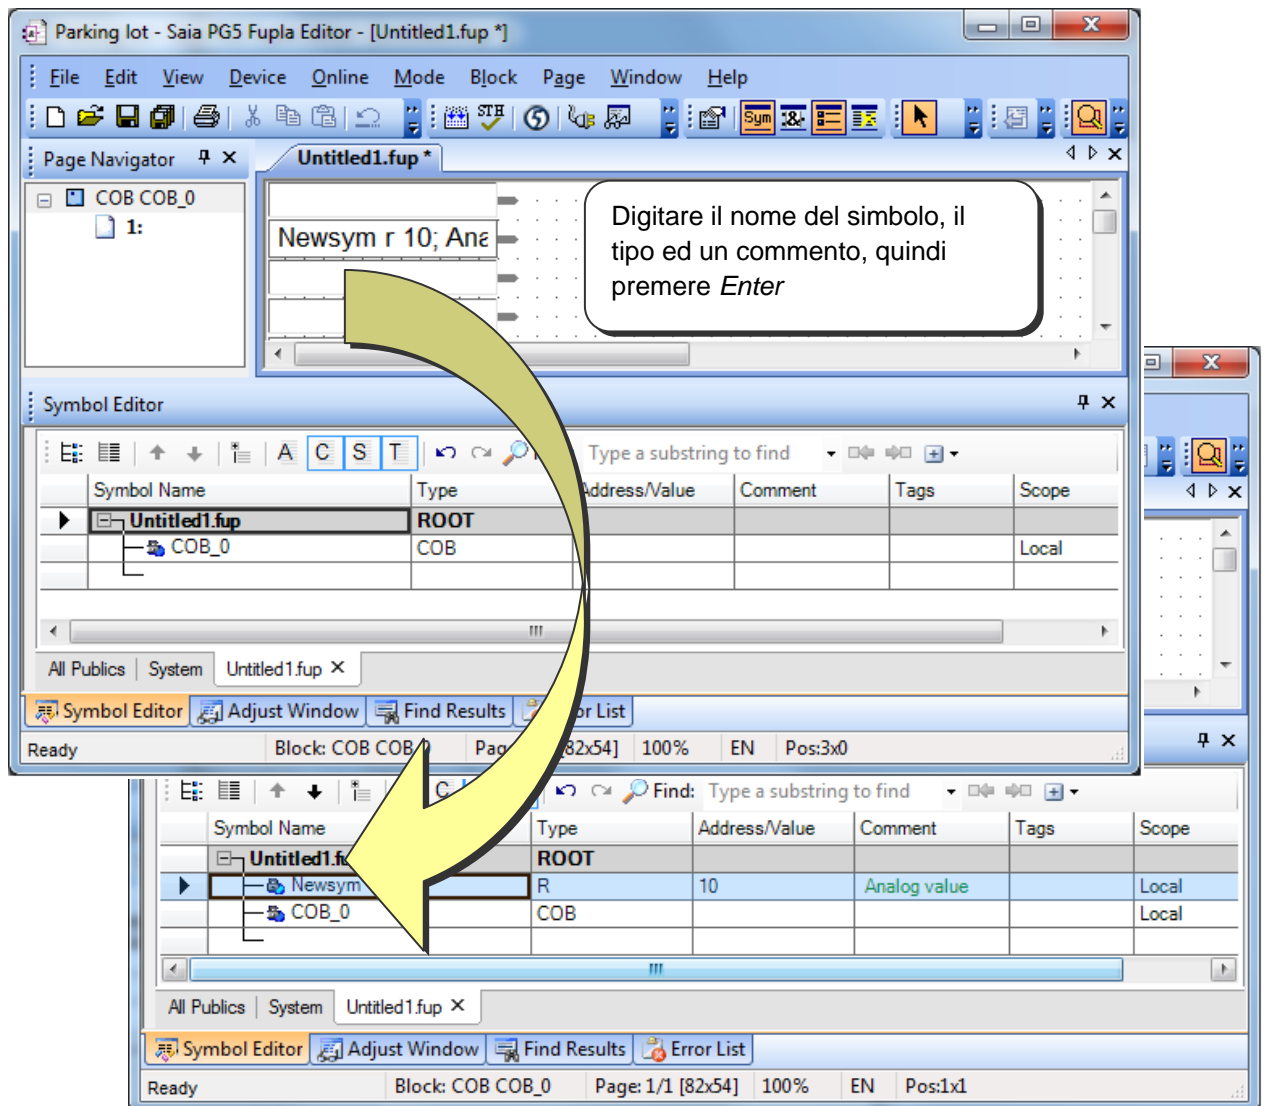 Parking lot - Saia PG5 Fupla Editor - [Untitled1.fup *]
File Edit View Device Online Mode Block Page Window Help
Sym
Page Navigator
Untitled1.fup *
COB COB_0
1:
Newsym r 10; Ana
Digitare il nome del simbolo, il
tipo ed un commento, quindi
premere Enter
Symbol Editor
A C S T Type a substring to find
Symbol Name Type Address/Value Comment Tags Scope
Untitled1.fup ROOT
COB_0 COB Local
All Publics System Untitled1.fup
Symbol Editor Adjust Window Find Results List
Ready Block: COB [82x54] 100% EN Pos:3x0
C Find: Type a substring to find
Symbol Name Type Address/Value Comment Tags Scope
Untitled1.fup ROOT
Newsym R 10 Analog value Local
COB_0 COB Local
All Publics System Untitled1.fup
Symbol Editor Adjust Window Find Results Error List
Ready Block: COB COB_0 Page: 1/1 [82x54] 100% EN Pos:1x1